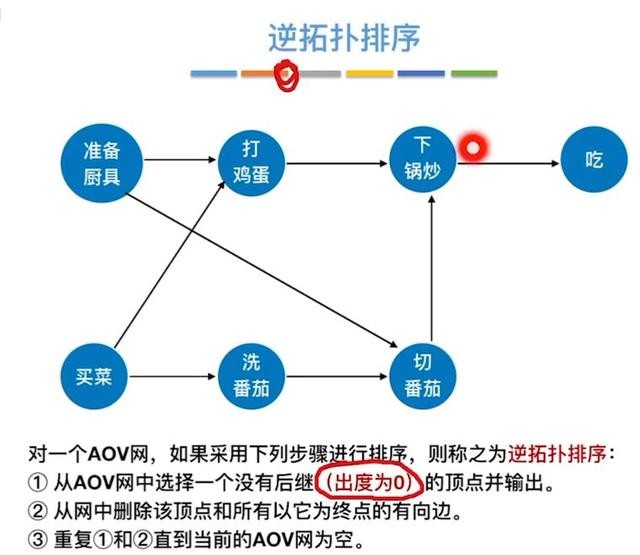 逆拓扑排序
准备
厨具
打
鸡蛋
下
锅炒
吃
买菜
洗
番茄
切
番茄
对一个AOV网，如果采用下列步骤进行排序，则称之为逆拓扑排序：
① 从AOV网中选择一个没有后继（出度为0）的顶点并输出。
② 从网中删除该顶点和所有以它为终点的有向边。
③ 重复①和②直到当前的AOV网为空。